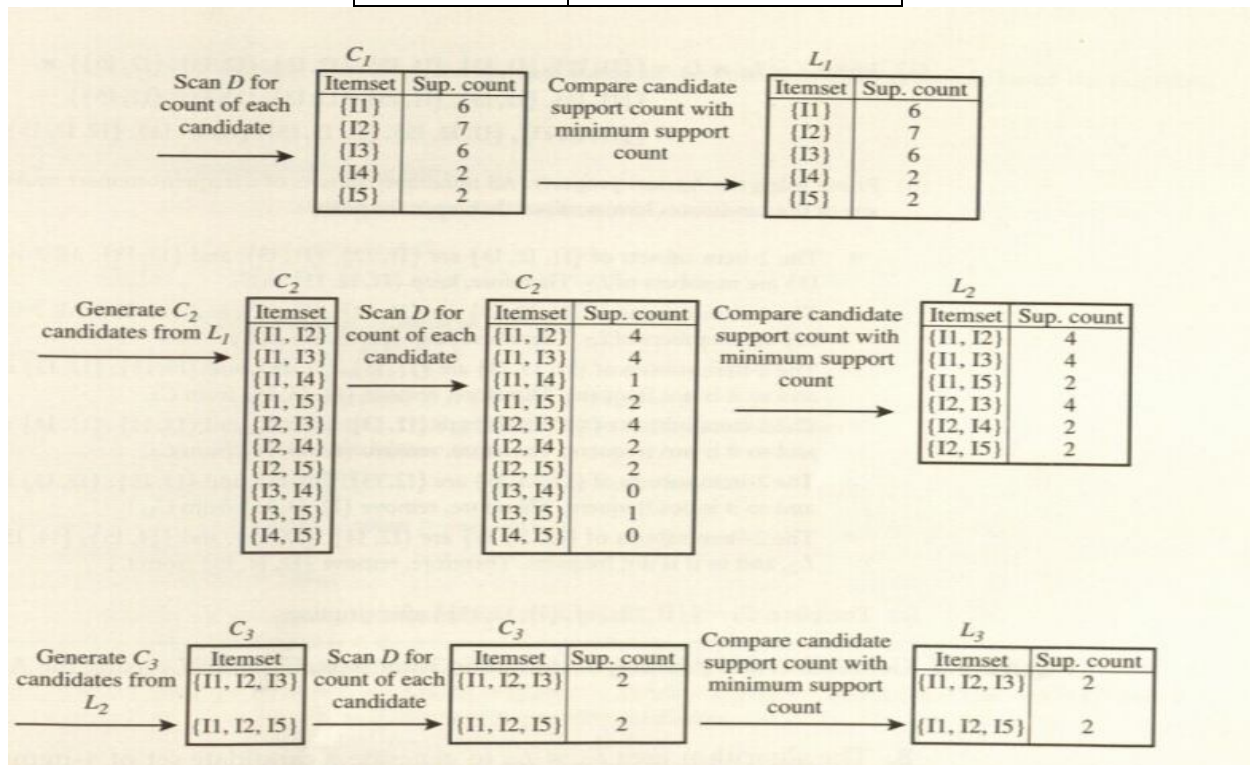 C1
Scan D for
count of each
candidate
Itemset Sup. count
{I1} 6
{I2} 7
{I3} 6
{I4} 2
{I5} 2
Compare candidate
support count with
minimum support
count
L1
Itemset Sup. count
{I1} 6
{I2} 7
{I3} 6
{I4} 2
{I5} 2
Generate C2
candidates from L1
C2
Itemset
{I1, I2}
{I1, I3}
{I1, I4}
{I1, I5}
{I2, I3}
{I2, I4}
{I2, I5}
{I3, I4}
{I3, I5}
{I4, I5}
Scan D for
count of each
candidate
C2
Itemset Sup. count
{I1, I2} 4
{I1, I3} 4
{I1, I4} 1
{I1, I5} 2
{I2, I3} 4
{I2, I4} 2
{I2, I5} 2
{I3, I4} 0
{I3, I5} 1
{I4, I5} 0
Compare candidate
support count with
minimum support
count
L2
Itemset Sup. count
{I1, I2} 4
{I1, I3} 4
{I1, I5} 2
{I2, I3} 4
{I2, I4} 2
{I2, I5} 2
Generate C3
candidates from
L2
C3
Itemset
{I1, I2, I3}
{I1, I2, I5}
Scan D for
count of each
candidate
C3
Itemset Sup. count
{I1, I2, I3} 2
{I1, I2, I5} 2
Compare candidate
support count with
minimum support
count
L3
Itemset Sup. count
{I1, I2, I3} 2
{I1, I2, I5} 2